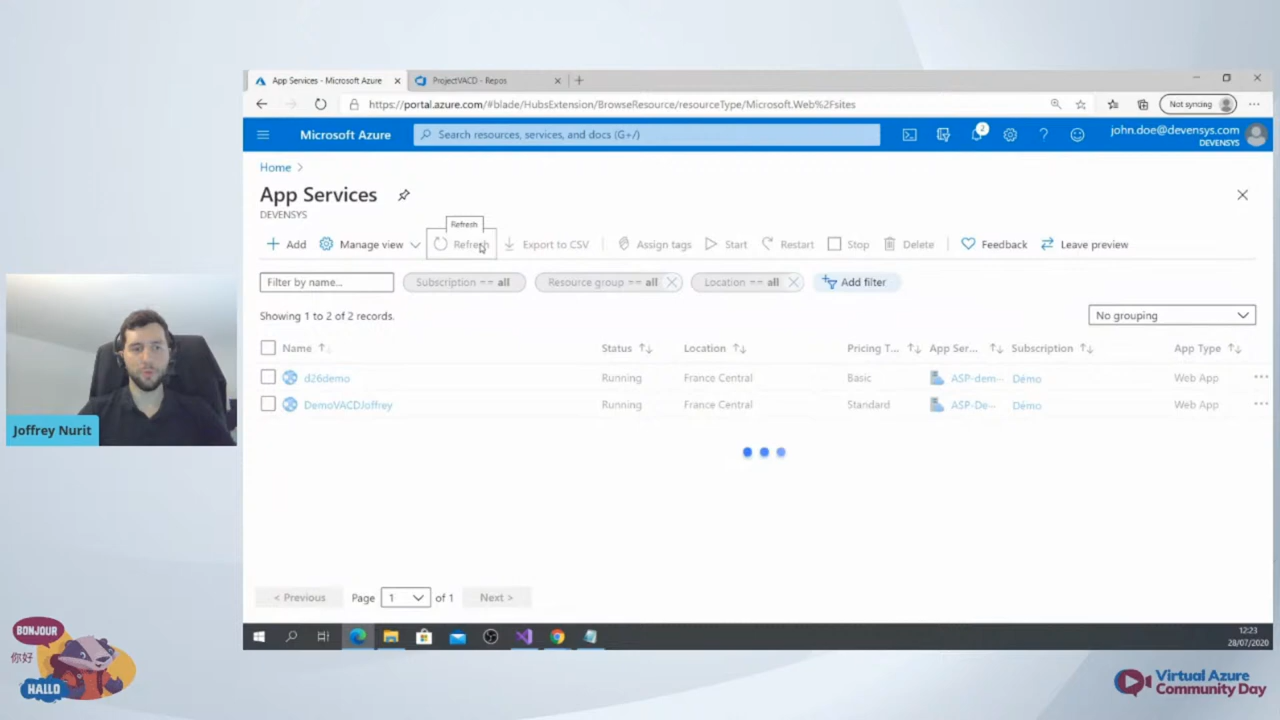 App Services - Microsoft Azure
ProjectVACD - Repos
https://portal.azure.com/#blade/HubsExtension/BrowseResource/resourceType/Microsoft.Web%2Fsites
Not syncing
Microsoft Azure
Search resources, services, and docs (G+/)
2
john.doe@devensys.com
DEVENSYS
Home >
App Services
DEVENSYS
Refresh
Add
Manage view
Refresh
Export to CSV
Assign tags
Start
Restart
Stop
Delete
Feedback
Leave preview
Filter by name...
Subscription == all
Resource group == all
Location == all
Add filter
Showing 1 to 2 of 2 records.
No grouping
Name
Status
Location
Pricing T...
App Ser...
Subscription
App Type
d26demo
Running
France Central
Basic
ASP-dem...
Démo
Web App
DemoVACDJoffrey
Running
France Central
Standard
ASP-De...
Démo
Web App
Joffrey Nurit
< Previous
Page
1
of 1
Next >
12:23
28/07/2020
BONJOUR
你好
HALLO
Virtual Azure
Community Day